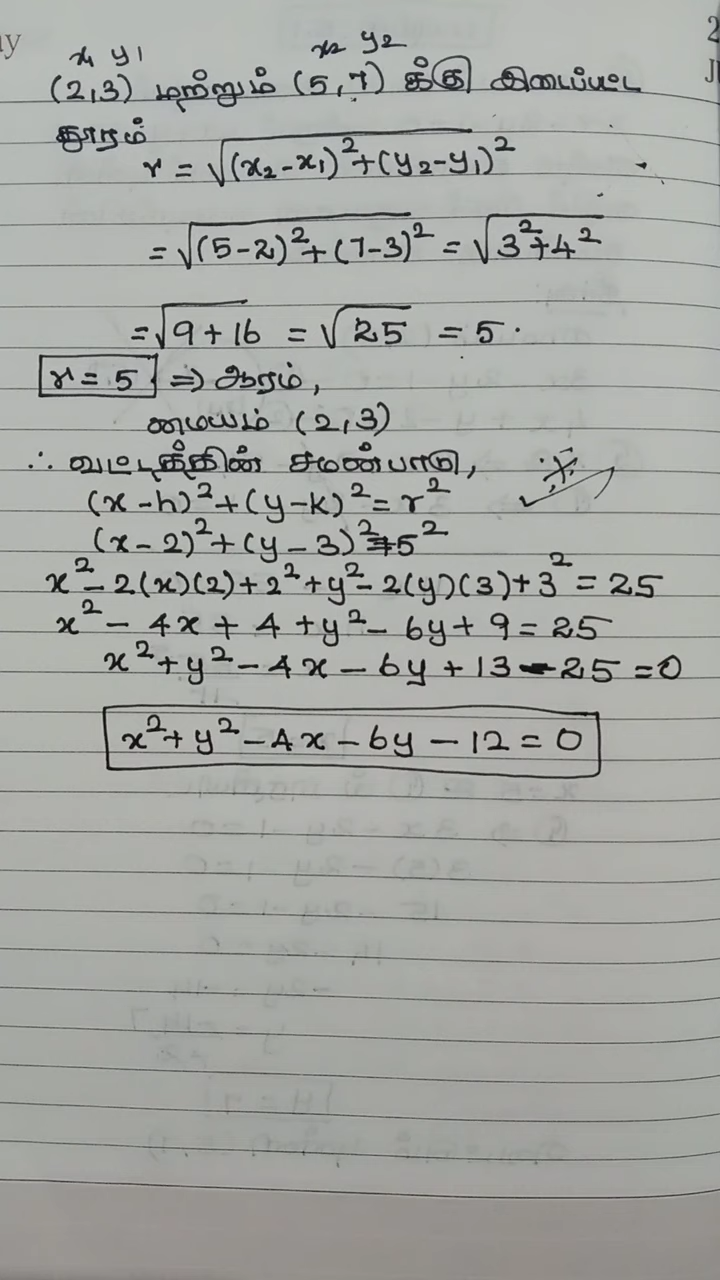 x1 y1 x2 y2
(2,3) மற்றும் (5,7) க்கு இடைப்பட்ட
தூரம்
r = √(x2-x1)²+(y2-y1)²
= √(5-2)²+(7-3)² = √3²+4²
= √9+16 = √25 = 5.
r = 5 ⇒ ஆரம்,
மையம் (2,3)
∴ வட்டத்தின் சமன்பாடு,
(x-h)²+(y-k)²=r²
(x-2)²+(y-3)²=5²
x²-2(x)(2)+2²+y²-2(y)(3)+3²=25
x²-4x+4+y²-6y+9=25
x²+y²-4x-6y+13-25=0
x²+y²-4x-6y-12=0